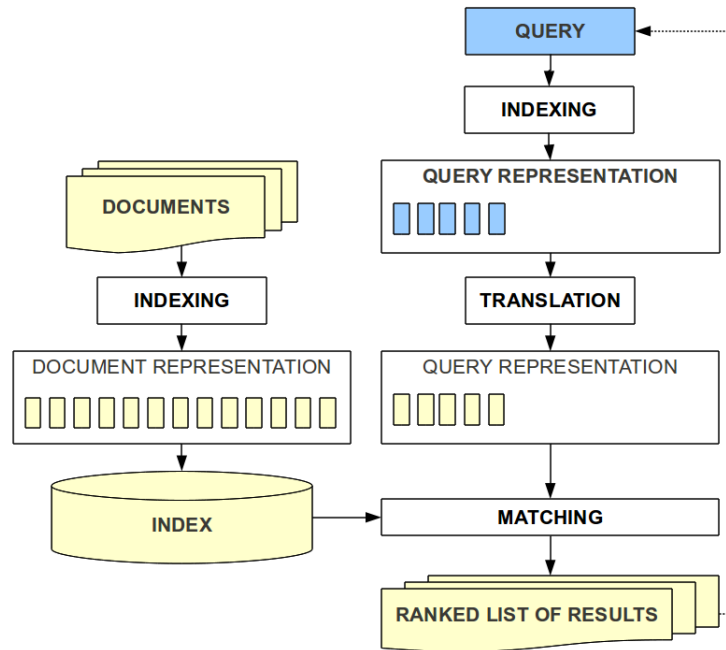 QUERY
INDEXING
QUERY REPRESENTATION
DOCUMENTS
INDEXING
TRANSLATION
DOCUMENT REPRESENTATION
QUERY REPRESENTATION
INDEX
MATCHING
RANKED LIST OF RESULTS